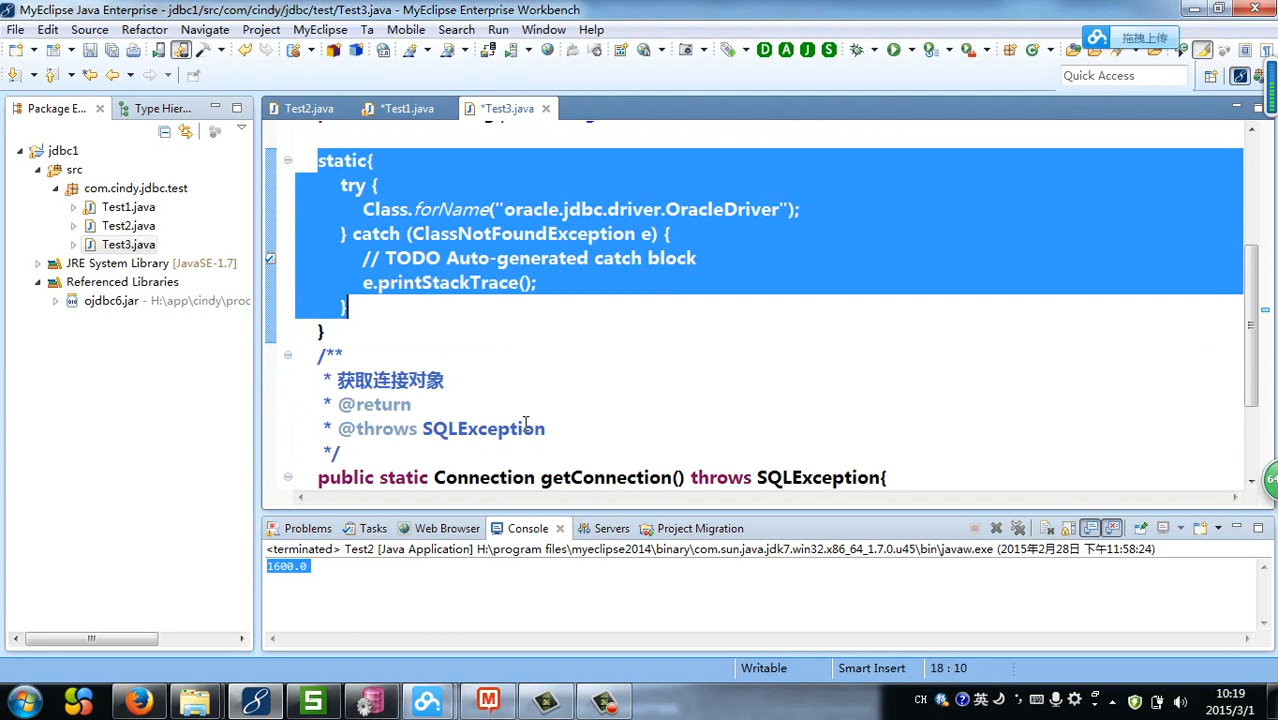 MyEclipse Java Enterprise - jdbc1/src/com/cindy/jdbc/test/Test3.java - MyEclipse Enterprise Workbench
File Edit Source Refactor Navigate Project MyEclipse Ta Mobile Search Run Window Help
拖拽上传
Quick Access
Package E...
Type Hier...
Test2.java
*Test1.java
*Test3.java
jdbc1
src
com.cindy.jdbc.test
Test1.java
Test2.java
Test3.java
JRE System Library [JavaSE-1.7]
Referenced Libraries
ojdbc6.jar - H:\app\cindy\proc
static{
try {
Class.forName("oracle.jdbc.driver.OracleDriver");
} catch (ClassNotFoundException e) {
// TODO Auto-generated catch block
e.printStackTrace();
}
}
/**
* 获取连接对象
* @return
* @throws SQLException
*/
public static Connection getConnection() throws SQLException{
64
Problems Tasks Web Browser Console Servers Project Migration
<terminated> Test2 [Java Application] H:\program files\myeclipse2014\binary\com.sun.java.jdk7.win32.x86_64_1.7.0.u45\bin\javaw.exe (2015年2月28日 下午11:58:24)
1600.0
Writable
Smart Insert
18 : 10
CH
英
10:19
2015/3/1